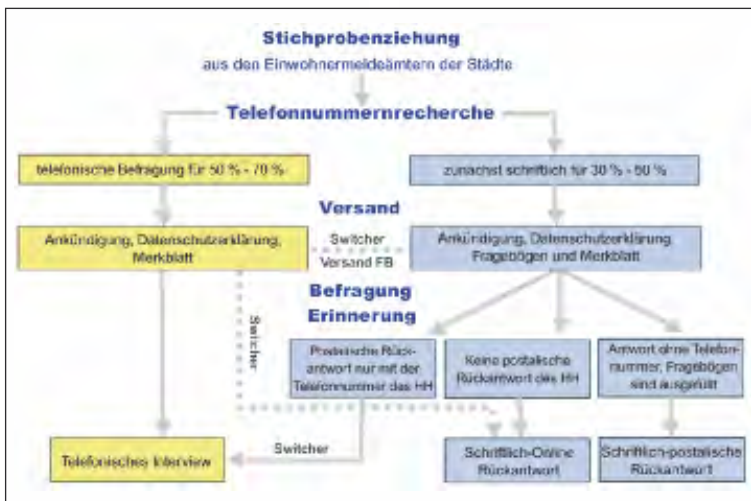 Stichprobenziehung
aus den Einwohnermeldeämtern der Städte
Telefonnummernrecherche
telefonische Befragung für 50 % - 70 %
zunächst schriftlich für 30 % - 50 %
Versand
Ankündigung, Datenschutzerklärung,
Merkblatt
Switcher
Versand FB
Ankündigung, Datenschutzerklärung,
Fragebögen und Merkblatt
Befragung
Erinnerung
Switcher
Postalische Rück-
antwort nur mit der
Telefonnummer des HH
Keine postalische
Rückantwort des HH
Antwort ohne Telefon-
nummer, Fragebögen
sind ausgefüllt
Telefonisches Interview
Switcher
Schriftlich-Online
Rückantwort
Schriftlich-postalische
Rückantwort